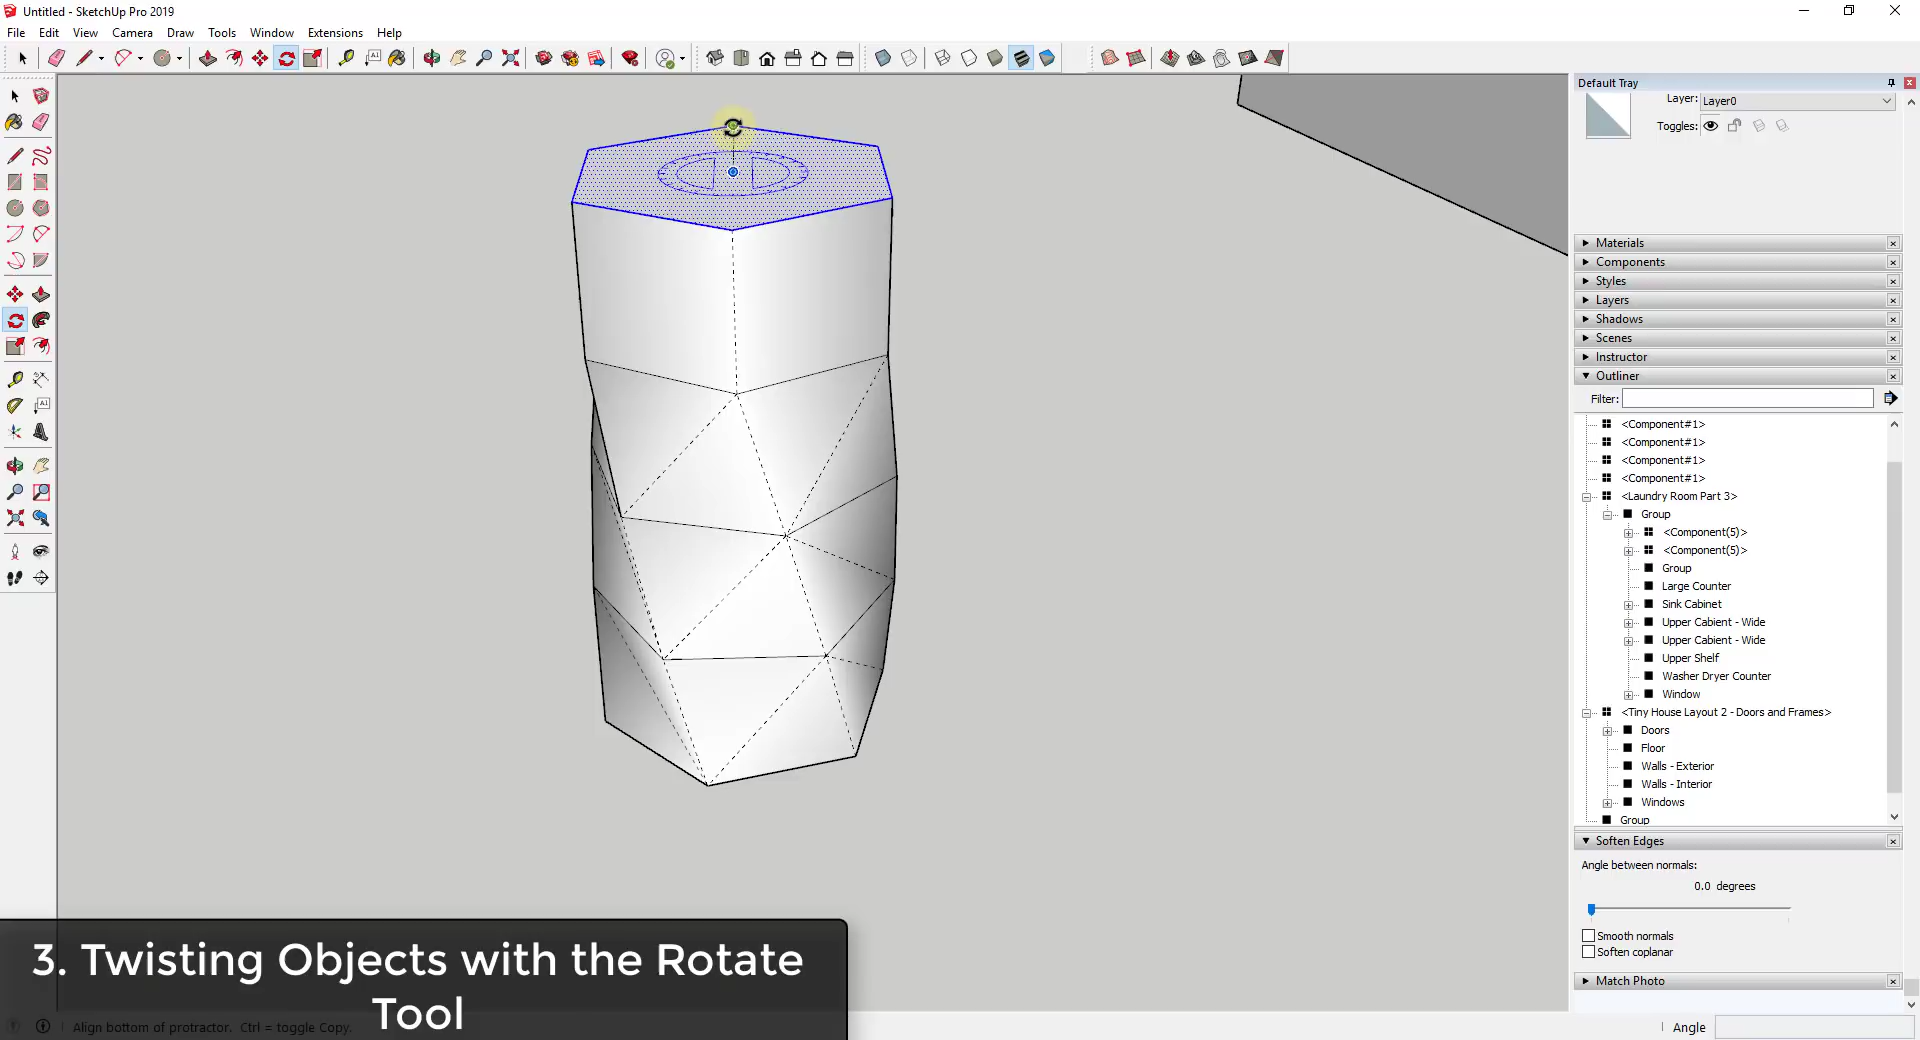 Untitled - SketchUp Pro 2019
File Edit View Camera Draw Tools Window Extensions Help
Default Tray
Layer: Layer0
Toggles:
Materials
Components
Styles
Layers
Shadows
Scenes
Instructor
Outliner
Filter:
<Component#1>
<Component#1>
<Component#1>
<Component#1>
<Laundry Room Part 3>
Group
<Component(5)>
<Component(5)>
Group
Large Counter
Sink Cabinet
Upper Cabient - Wide
Upper Cabient - Wide
Upper Shelf
Washer Dryer Counter
Window
<Tiny House Layout 2 - Doors and Frames>
Doors
Floor
Walls - Exterior
Walls - Interior
Windows
Group
Soften Edges
Angle between normals:
0.0 degrees
Smooth normals
Soften coplanar
Match Photo
3. Twisting Objects with the Rotate
Tool
Align bottom of protractor. Ctrl = toggle Copy.
Angle